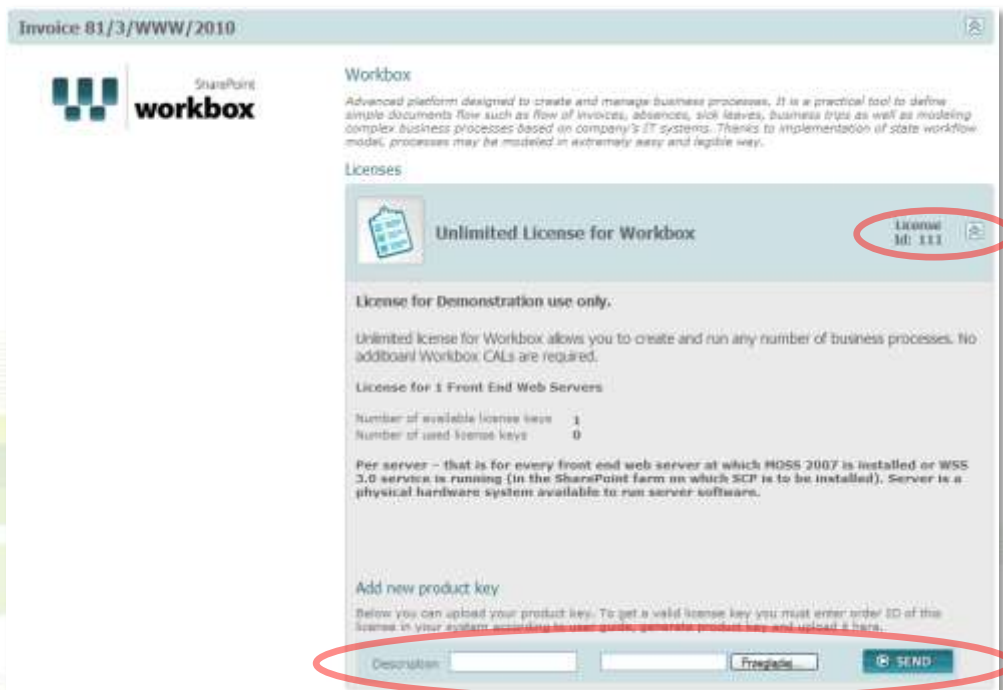 Invoice 81/3/WWW/2010
SharePoint
workbox
Workbox
Advanced platform designed to create and manage business processes. It is a practical tool to define
simple documents flow such as flow of invoices, absences, sick leaves, business trips as well as modeling
complex business processes based on company's IT systems. Thanks to implementation of state workflow
model, processes may be modeled in extremely easy and legible way.
Licenses
Unlimited License for Workbox
License
Id: 111
License for Demonstration use only.
Unlimited license for Workbox allows you to create and run any number of business processes. No
additioanl Workbox CALs are required.
License for 1 Front End Web Servers
Number of available license keys 1
Number of used license keys 0
Per server - that is for every front end web server at which MOSS 2007 is installed or WSS
3.0 service is running (in the SharePoint farm on which SCP is to be installed). Server is a
physical hardware system available to run server software.
Add new product key
Below you can upload your product key. To get a valid license key you must enter order ID of this
license in your system according to user guide, generate product key and upload it here.
Description Przeglądaj... SEND